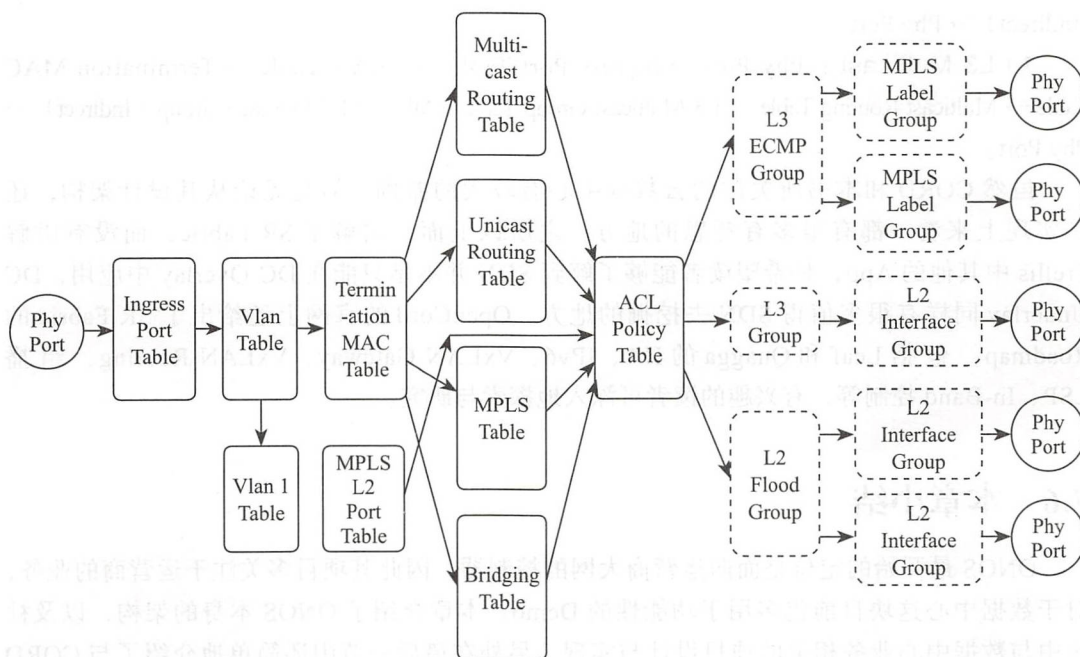 Phy
Port
Ingress
Port
Table
Vlan
Table
Vlan 1
Table
Termin
ation
MAC
Table
MPLS
L2
Port
Table
Multi-
cast
Routing
Table
Unicast
Routing
Table
MPLS
Table
Bridging
Table
ACL
Policy
Table
L3
ECMP
Group
L3
Group
L2
Flood
Group
MPLS
Label
Group
MPLS
Label
Group
L2
Interface
Group
L2
Interface
Group
L2
Interface
Group
Phy
Port
Phy
Port
Phy
Port
Phy
Port
Phy
Port